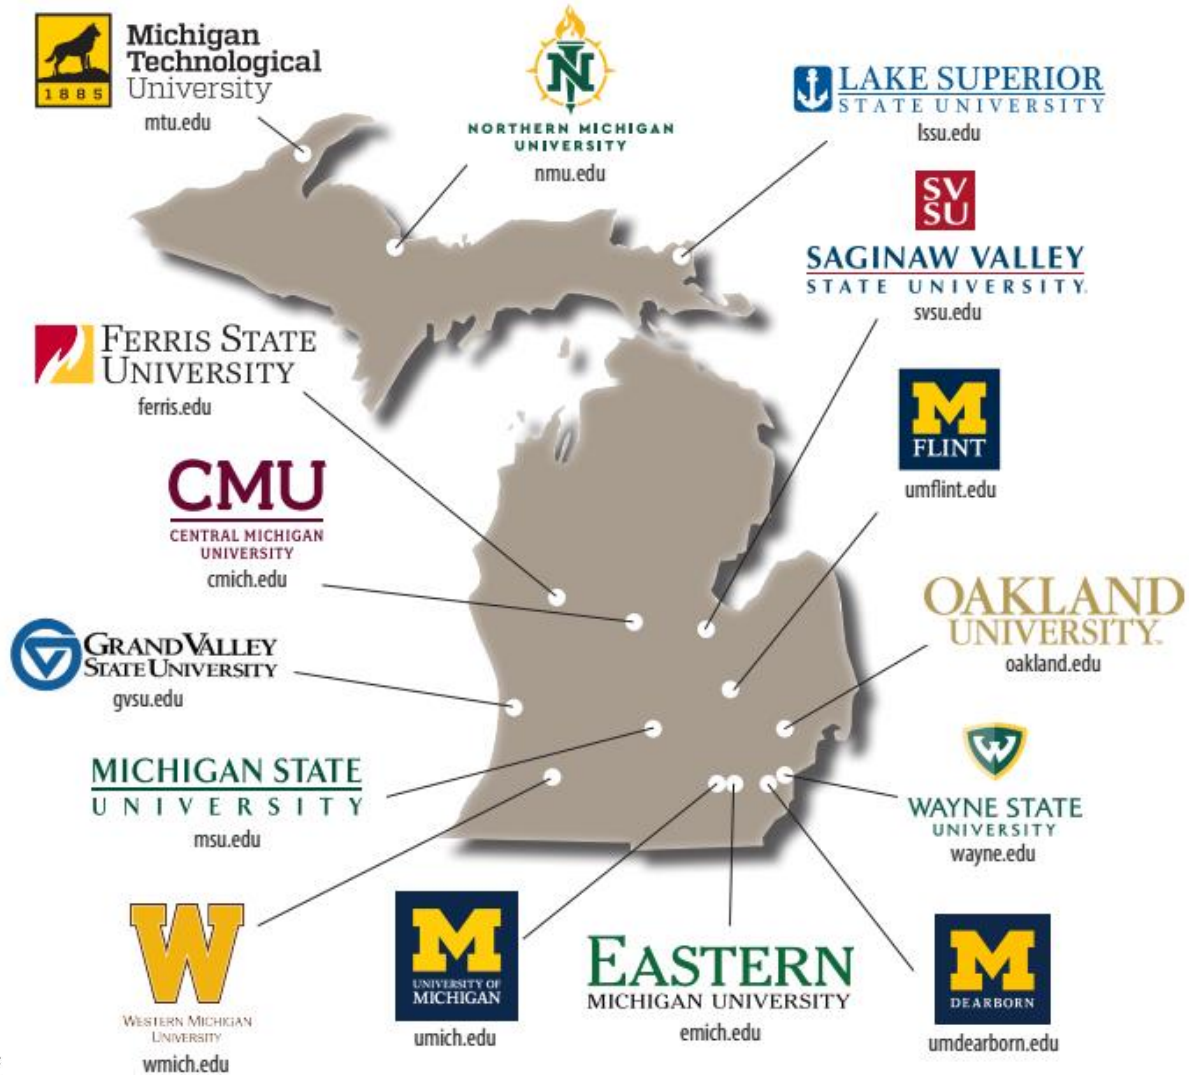 Michigan
Technological
University
1885
mtu.edu
N
NORTHERN MICHIGAN
UNIVERSITY
nmu.edu
LAKE SUPERIOR
STATE UNIVERSITY
lssu.edu
SV
SU
SAGINAW VALLEY
STATE UNIVERSITY
svsu.edu
FERRIS STATE
UNIVERSITY
ferris.edu
M
FLINT
umflint.edu
CMU
CENTRAL MICHIGAN
UNIVERSITY
cmich.edu
OAKLAND
UNIVERSITY
oakland.edu
GRAND VALLEY
STATE UNIVERSITY
gvsu.edu
W
WAYNE STATE
UNIVERSITY
wayne.edu
MICHIGAN STATE
UNIVERSITY
msu.edu
W
WESTERN MICHIGAN
UNIVERSITY
wmich.edu
M
UNIVERSITY OF
MICHIGAN
umich.edu
EASTERN
MICHIGAN UNIVERSITY
emich.edu
M
DEARBORN
umdearborn.edu